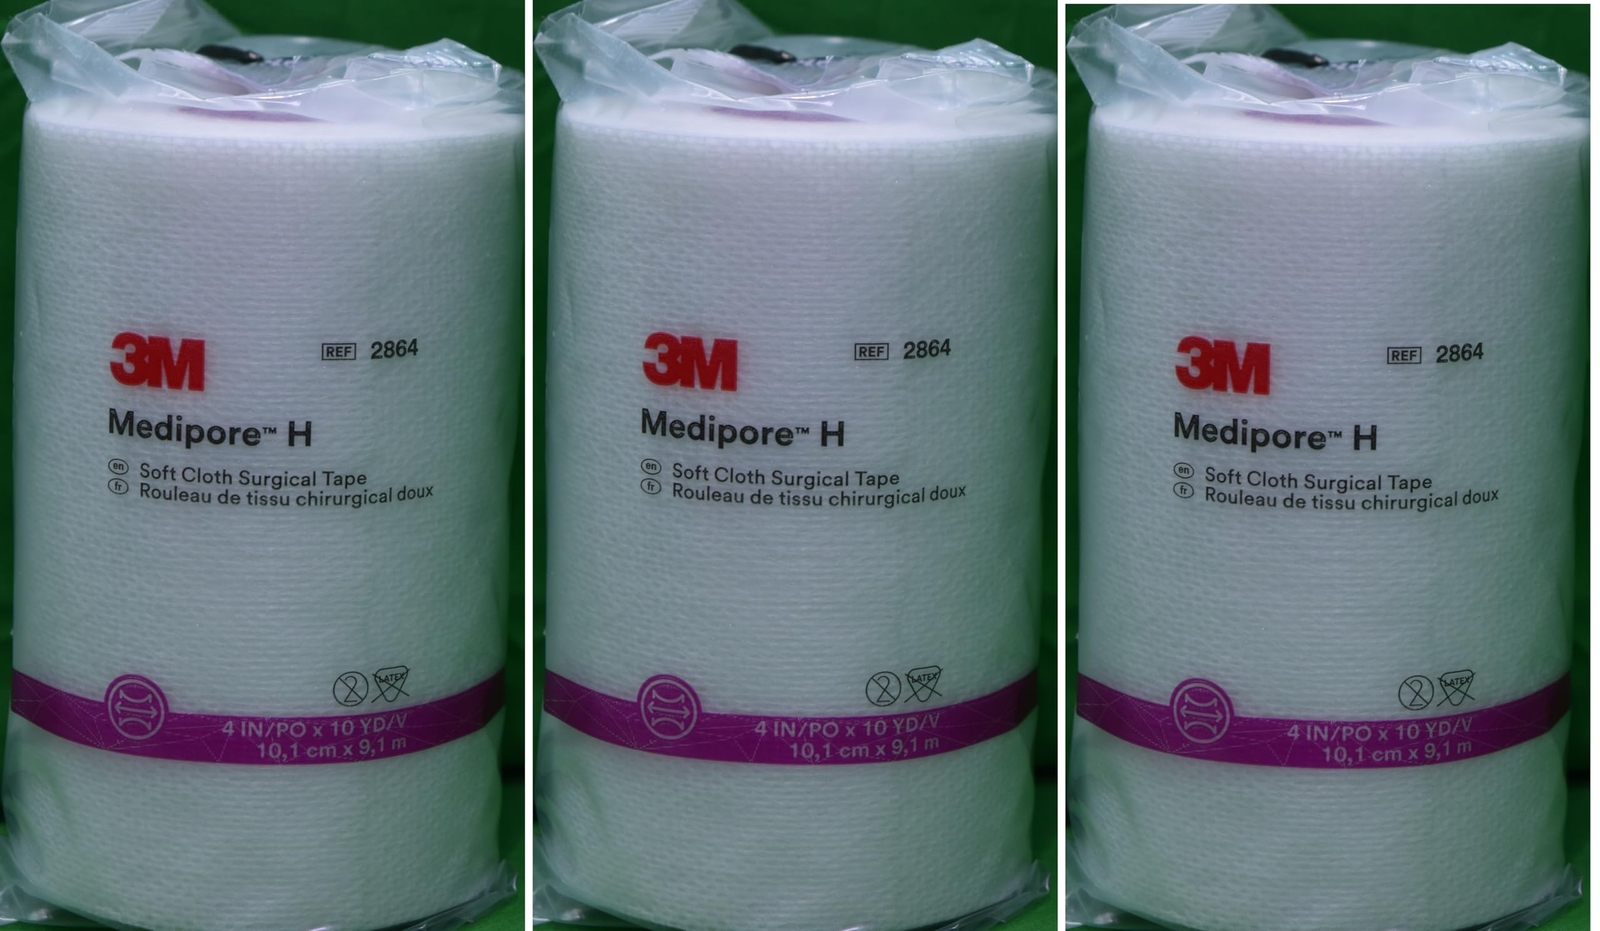 3M
REF 2864
Medipore™ H
en Soft Cloth Surgical Tape
fr Rouleau de tissu chirurgical doux
2 LATEX
4 IN/PO x 10 YD/V
10,1 cm x 9,1 m
3M
REF 2864
Medipore™ H
en Soft Cloth Surgical Tape
fr Rouleau de tissu chirurgical doux
2 LATEX
4 IN/PO x 10 YD/V
10,1 cm x 9,1 m
3M
REF 2864
Medipore™ H
en Soft Cloth Surgical Tape
fr Rouleau de tissu chirurgical doux
2 LATEX
4 IN/PO x 10 YD/V
10,1 cm x 9,1 m